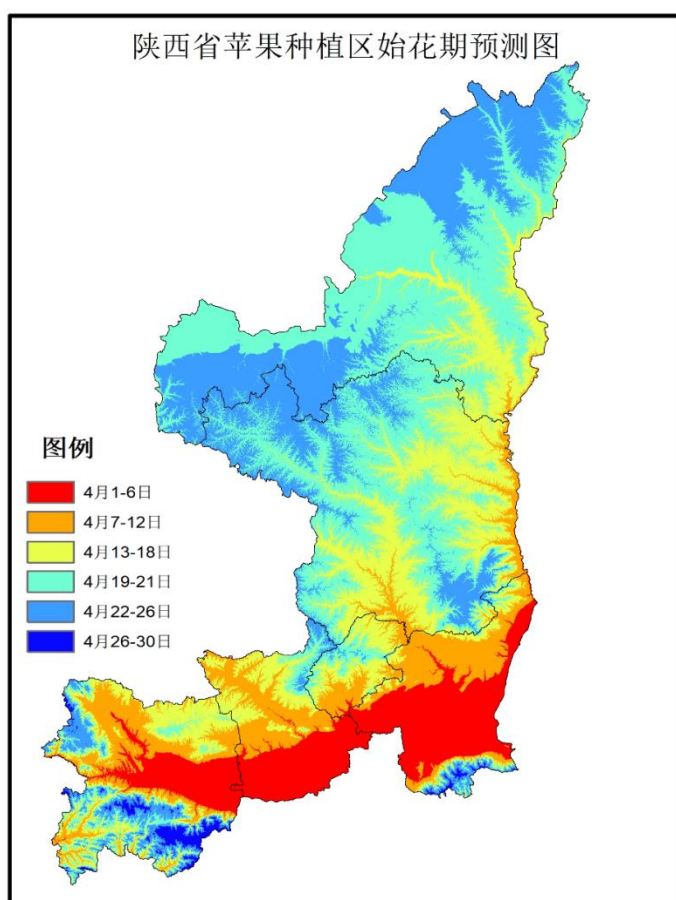 陕西省苹果种植区始花期预测图
图例
4月1-6日
4月7-12日
4月13-18日
4月19-21日
4月22-26日
4月26-30日